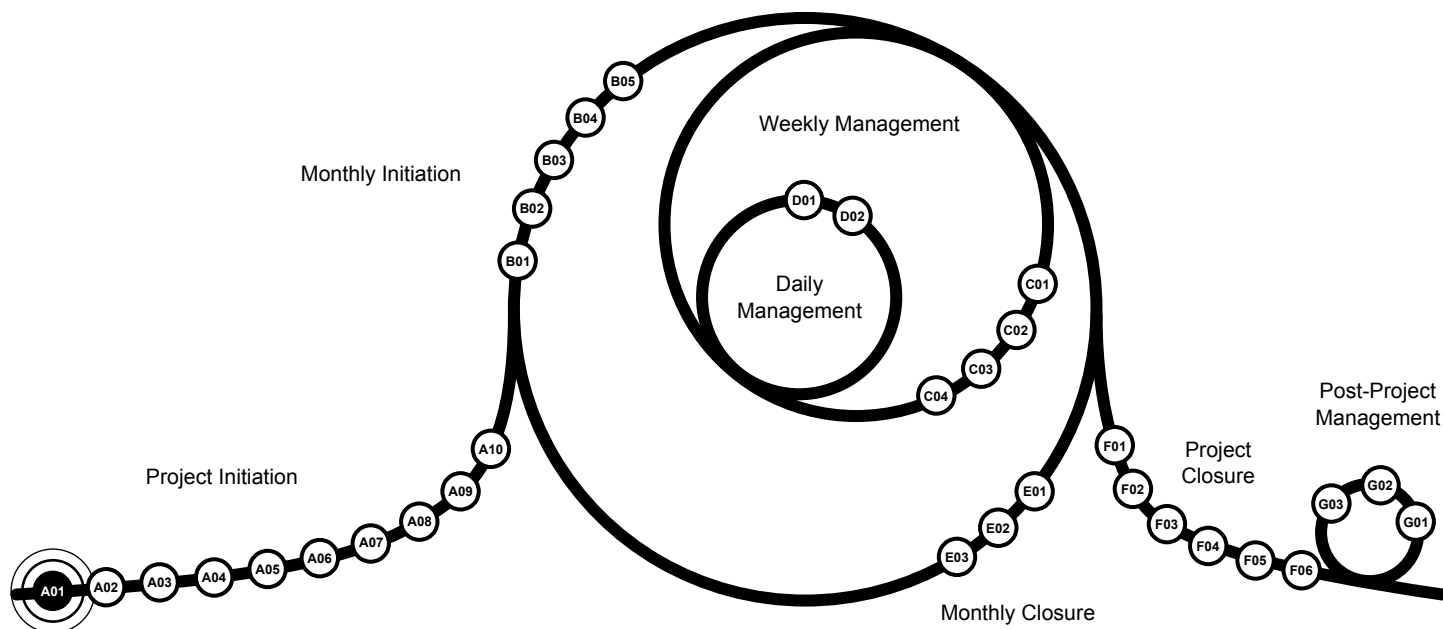 Project Initiation
A01
A02
A03
A04
A05
A06
A07
A08
A09
A10
Monthly Initiation
B01
B02
B03
B04
B05
Weekly Management
C01
C02
C03
C04
Daily
Management
D01
D02
Monthly Closure
E01
E02
E03
Project
Closure
F01
F02
F03
F04
F05
F06
Post-Project
Management
G01
G02
G03